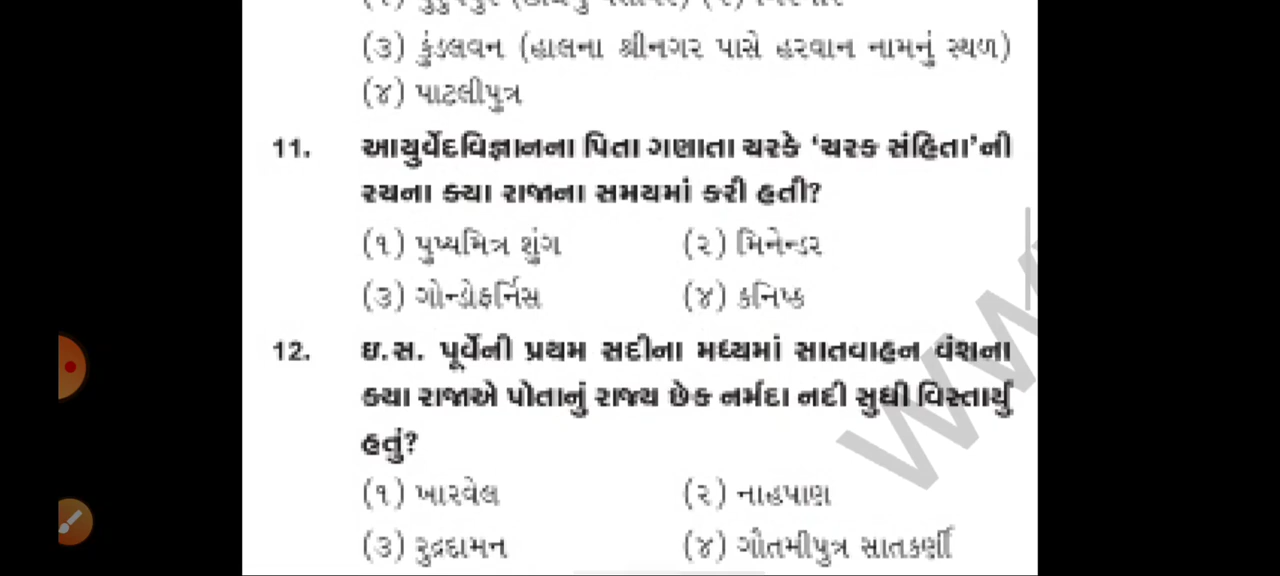 (૩) કુંડલવન (હાલના શ્રીનગર પાસે હરવાન નામનું સ્થળ)
(૪) પાટલીપુત્ર
11. આયુર્વેદવિજ્ઞાનના પિતા ગણાતા ચરકે ‘ચરક સંહિતા’ની
રચના ક્યા રાજાના સમયમાં કરી હતી?
(૧) પુષ્યમિત્ર શુંગ (૨) મિનેન્ડર
(૩) ગોન્ડોફર્નિસ (૪) કનિષ્ક
12. ઇ.સ. પૂર્વેની પ્રથમ સદીના મધ્યમાં સાતવાહન વંશના
ક્યા રાજાએ પોતાનું રાજ્ય છેક નર્મદા નદી સુધી વિસ્તાર્યુ
હતું?
(૧) ખારવેલ (૨) નાહપાણ
(૩) રુદ્રદામન (૪) ગૌતમીપુત્ર સાતકર્ણી